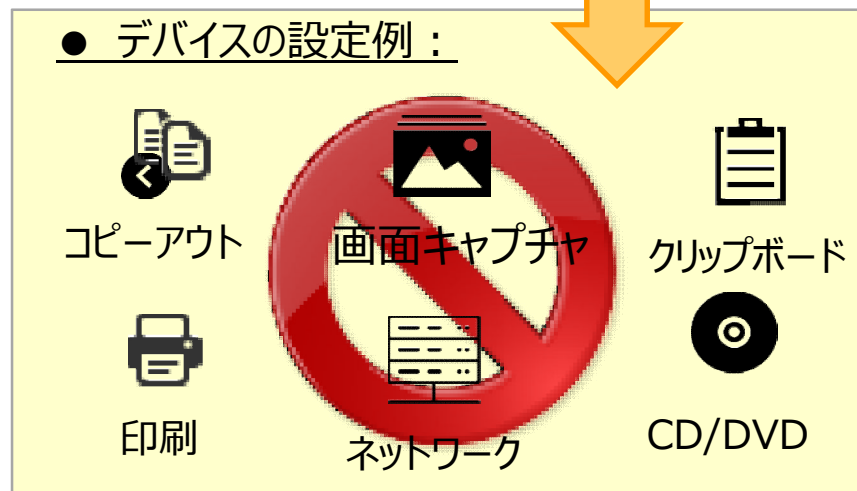 ● デバイスの設定例：
コピーアウト
画面キャプチャ
クリップボード
印刷
ネットワーク
CD/DVD